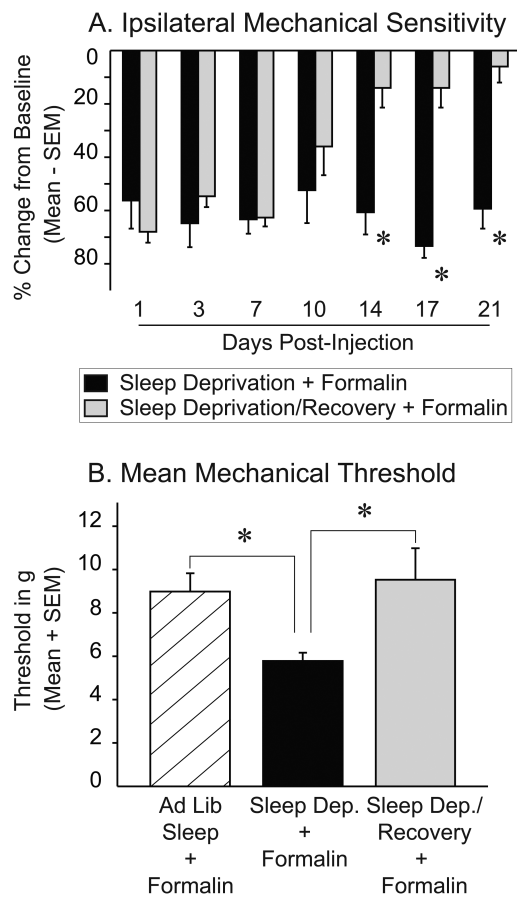 A. Ipsilateral Mechanical Sensitivity
% Change from Baseline
(Mean - SEM)
0
20
40
60
80
*
*
*
1 3 7 10 14 17 21
Days Post-Injection
Sleep Deprivation + Formalin
Sleep Deprivation/Recovery + Formalin
B. Mean Mechanical Threshold
Threshold in g
(Mean + SEM)
12
10
8
6
4
2
0
*
*
Ad Lib
Sleep
+
Formalin
Sleep Dep.
+
Formalin
Sleep Dep./
Recovery
+
Formalin